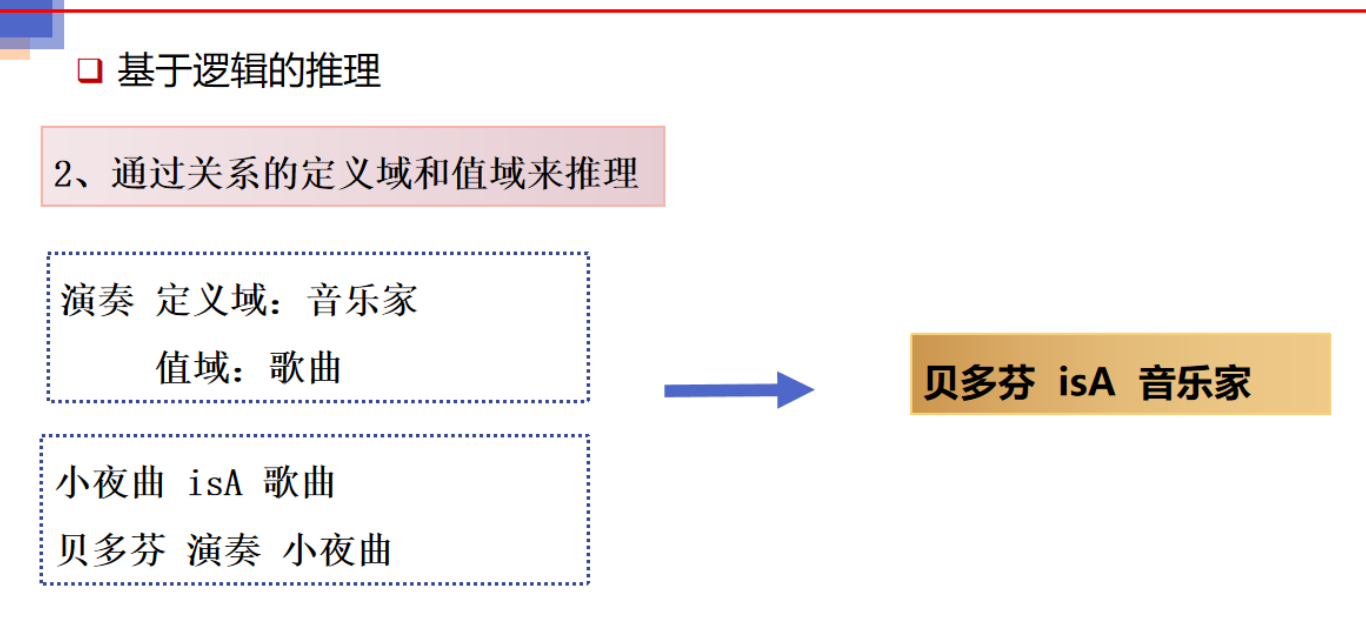 基于逻辑的推理
2、通过关系的定义域和值域来推理
演奏 定义域：音乐家
值域：歌曲
小夜曲 isA 歌曲
贝多芬 演奏 小夜曲
贝多芬 isA 音乐家